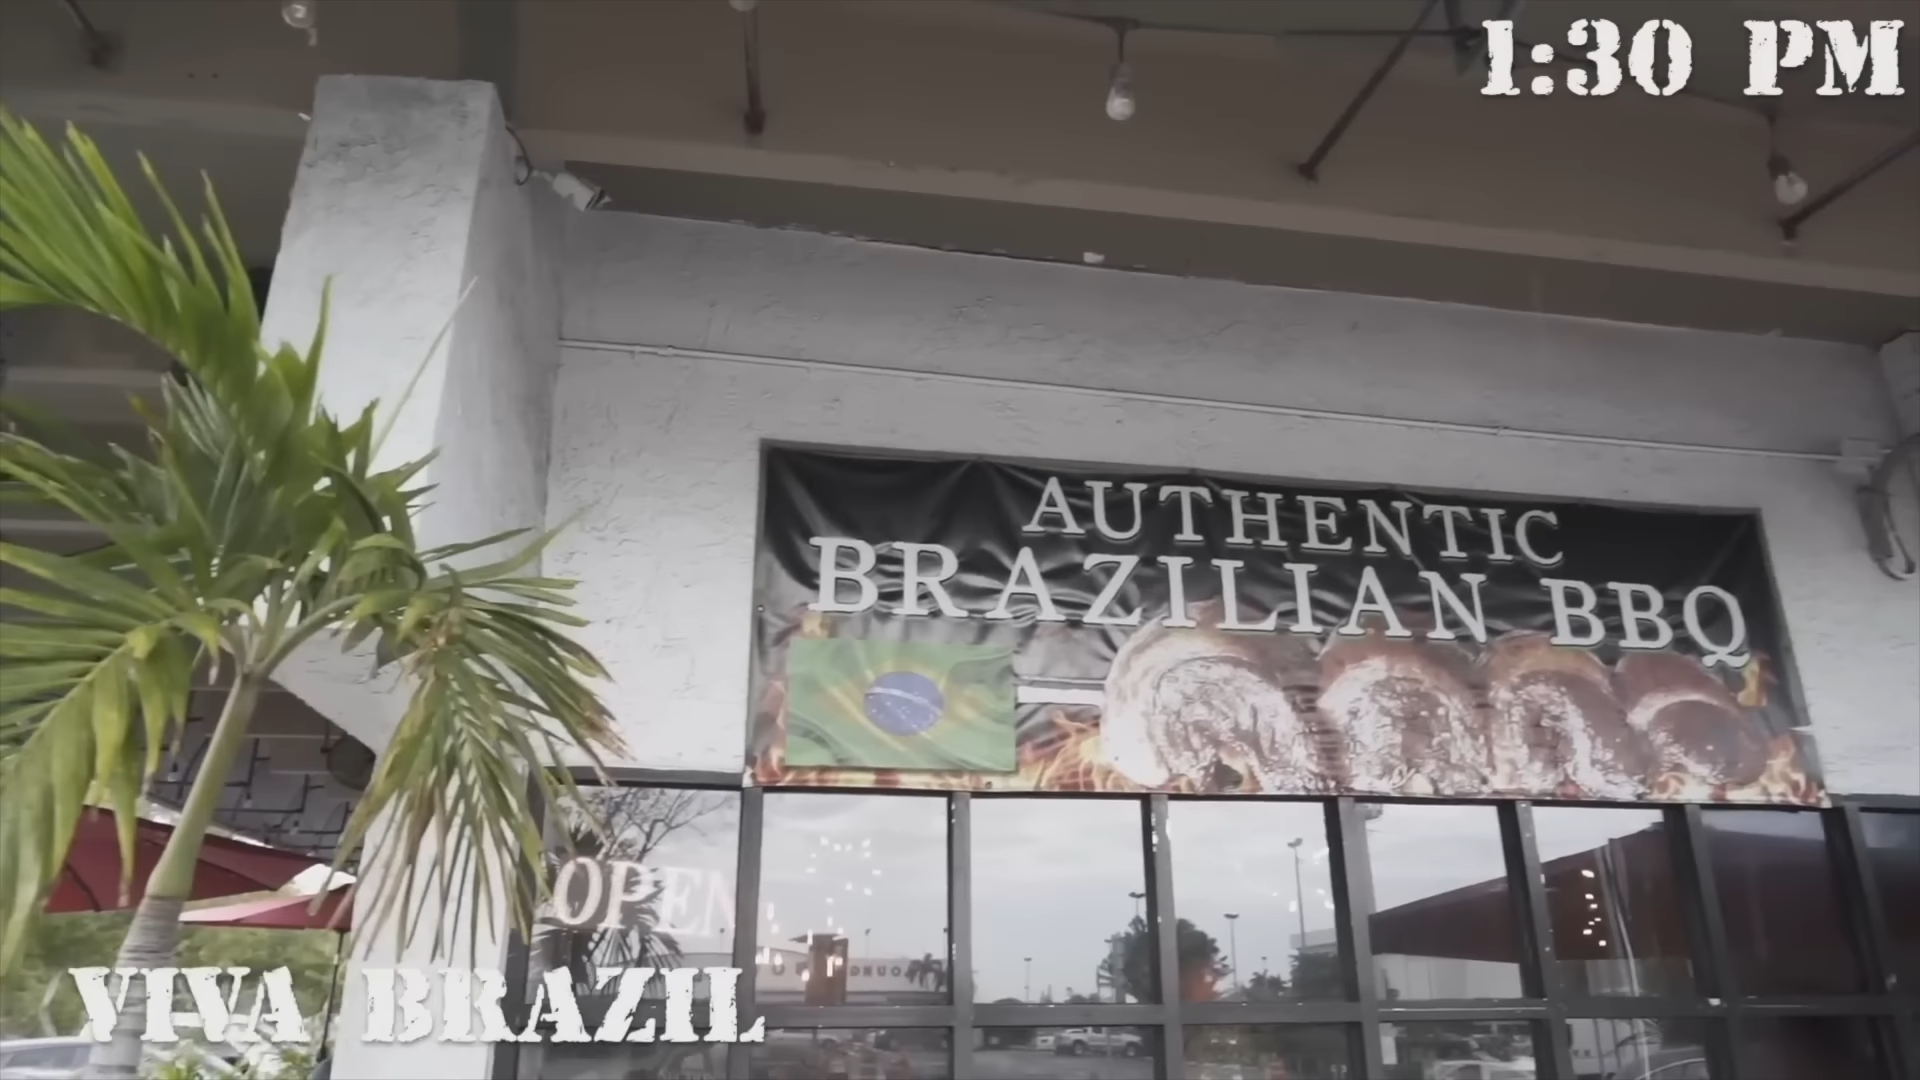 1:30 PM
AUTHENTIC
BRAZILIAN BBQ
OPEN
VIVA BRAZIL